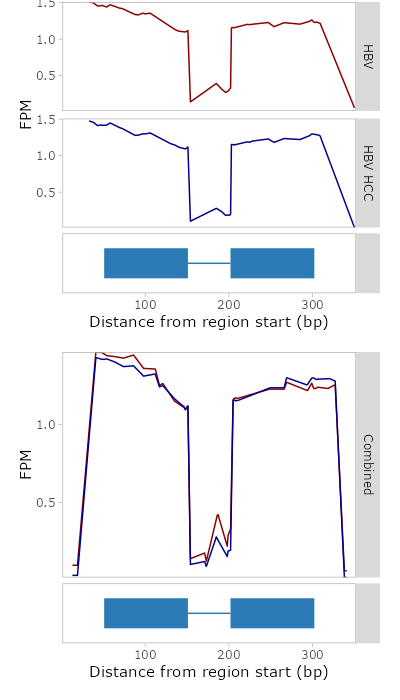 1.5
1.0
0.5
HBV
FPM
1.5
1.0
0.5
HBV HCC
100 200 300
Distance from region start (bp)
1.0
0.5
FPM
Combined
100 200 300
Distance from region start (bp)